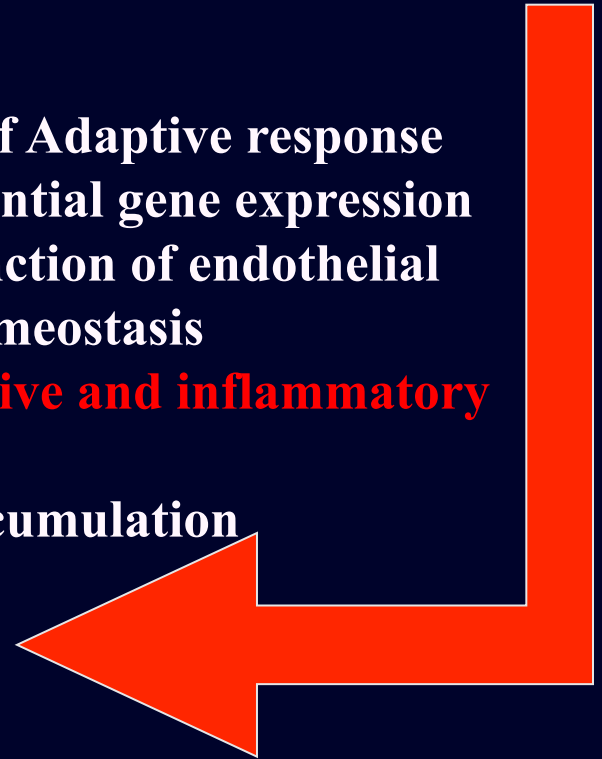 f Adaptive response
ntial gene expression
ction of endothelial
meostasis
ive and inflammatory
cumulation